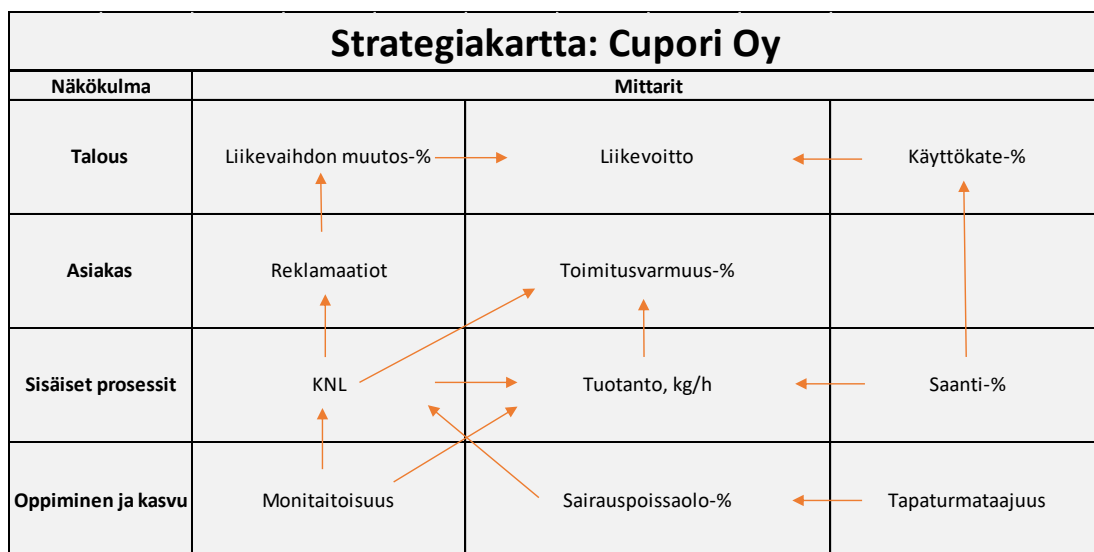 Strategiakartta: Cupori Oy
Näkökulma Mittarit
Talous Liikevaihdon muutos-% Liikevoitto Käyttökate-%
Asiakas Reklamaatiot Toimitusvarmuus-%
Sisäiset prosessit KNL Tuotanto, kg/h Saanti-%
Oppiminen ja kasvu Monitaitoisuus Sairauspoissaolo-% Tapaturmataajuus